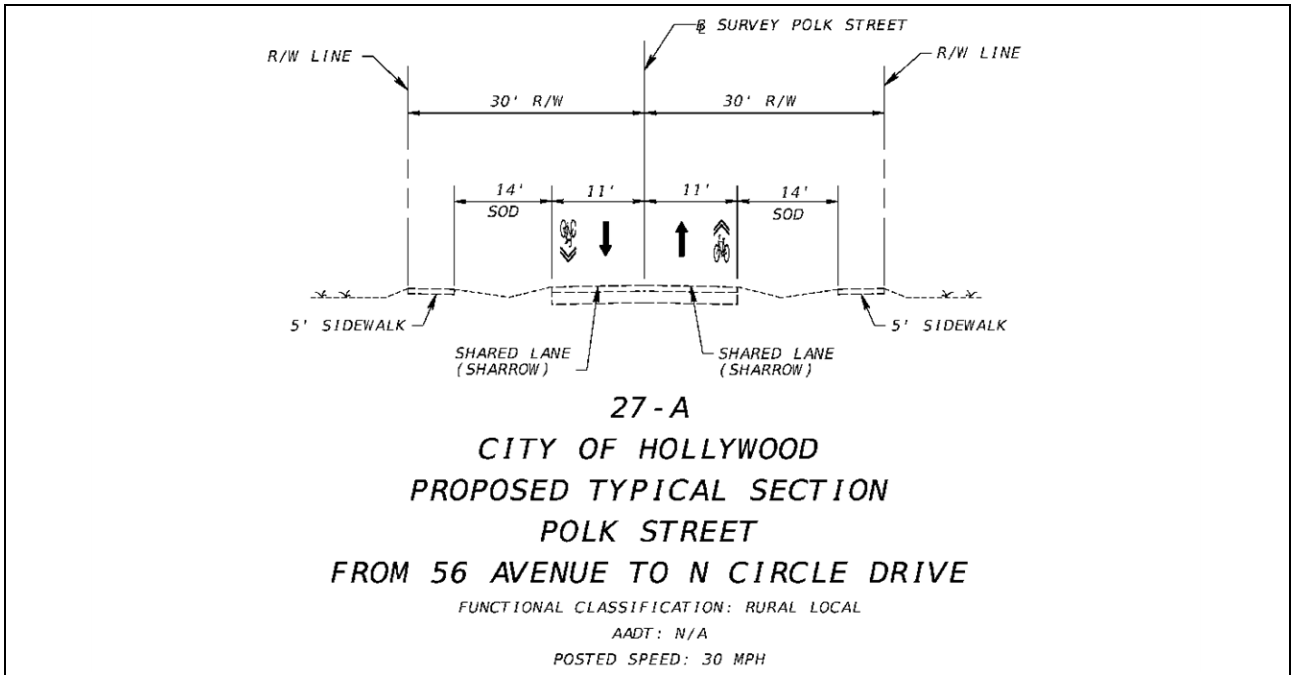 ℄ SURVEY POLK STREET
R/W LINE
R/W LINE
30' R/W
30' R/W
14'
11'
11'
14'
SOD
SOD
5' SIDEWALK
5' SIDEWALK
SHARED LANE
(SHARROW)
SHARED LANE
(SHARROW)
27-A
CITY OF HOLLYWOOD
PROPOSED TYPICAL SECTION
POLK STREET
FROM 56 AVENUE TO N CIRCLE DRIVE
FUNCTIONAL CLASSIFICATION: RURAL LOCAL
AADT: N/A
POSTED SPEED: 30 MPH